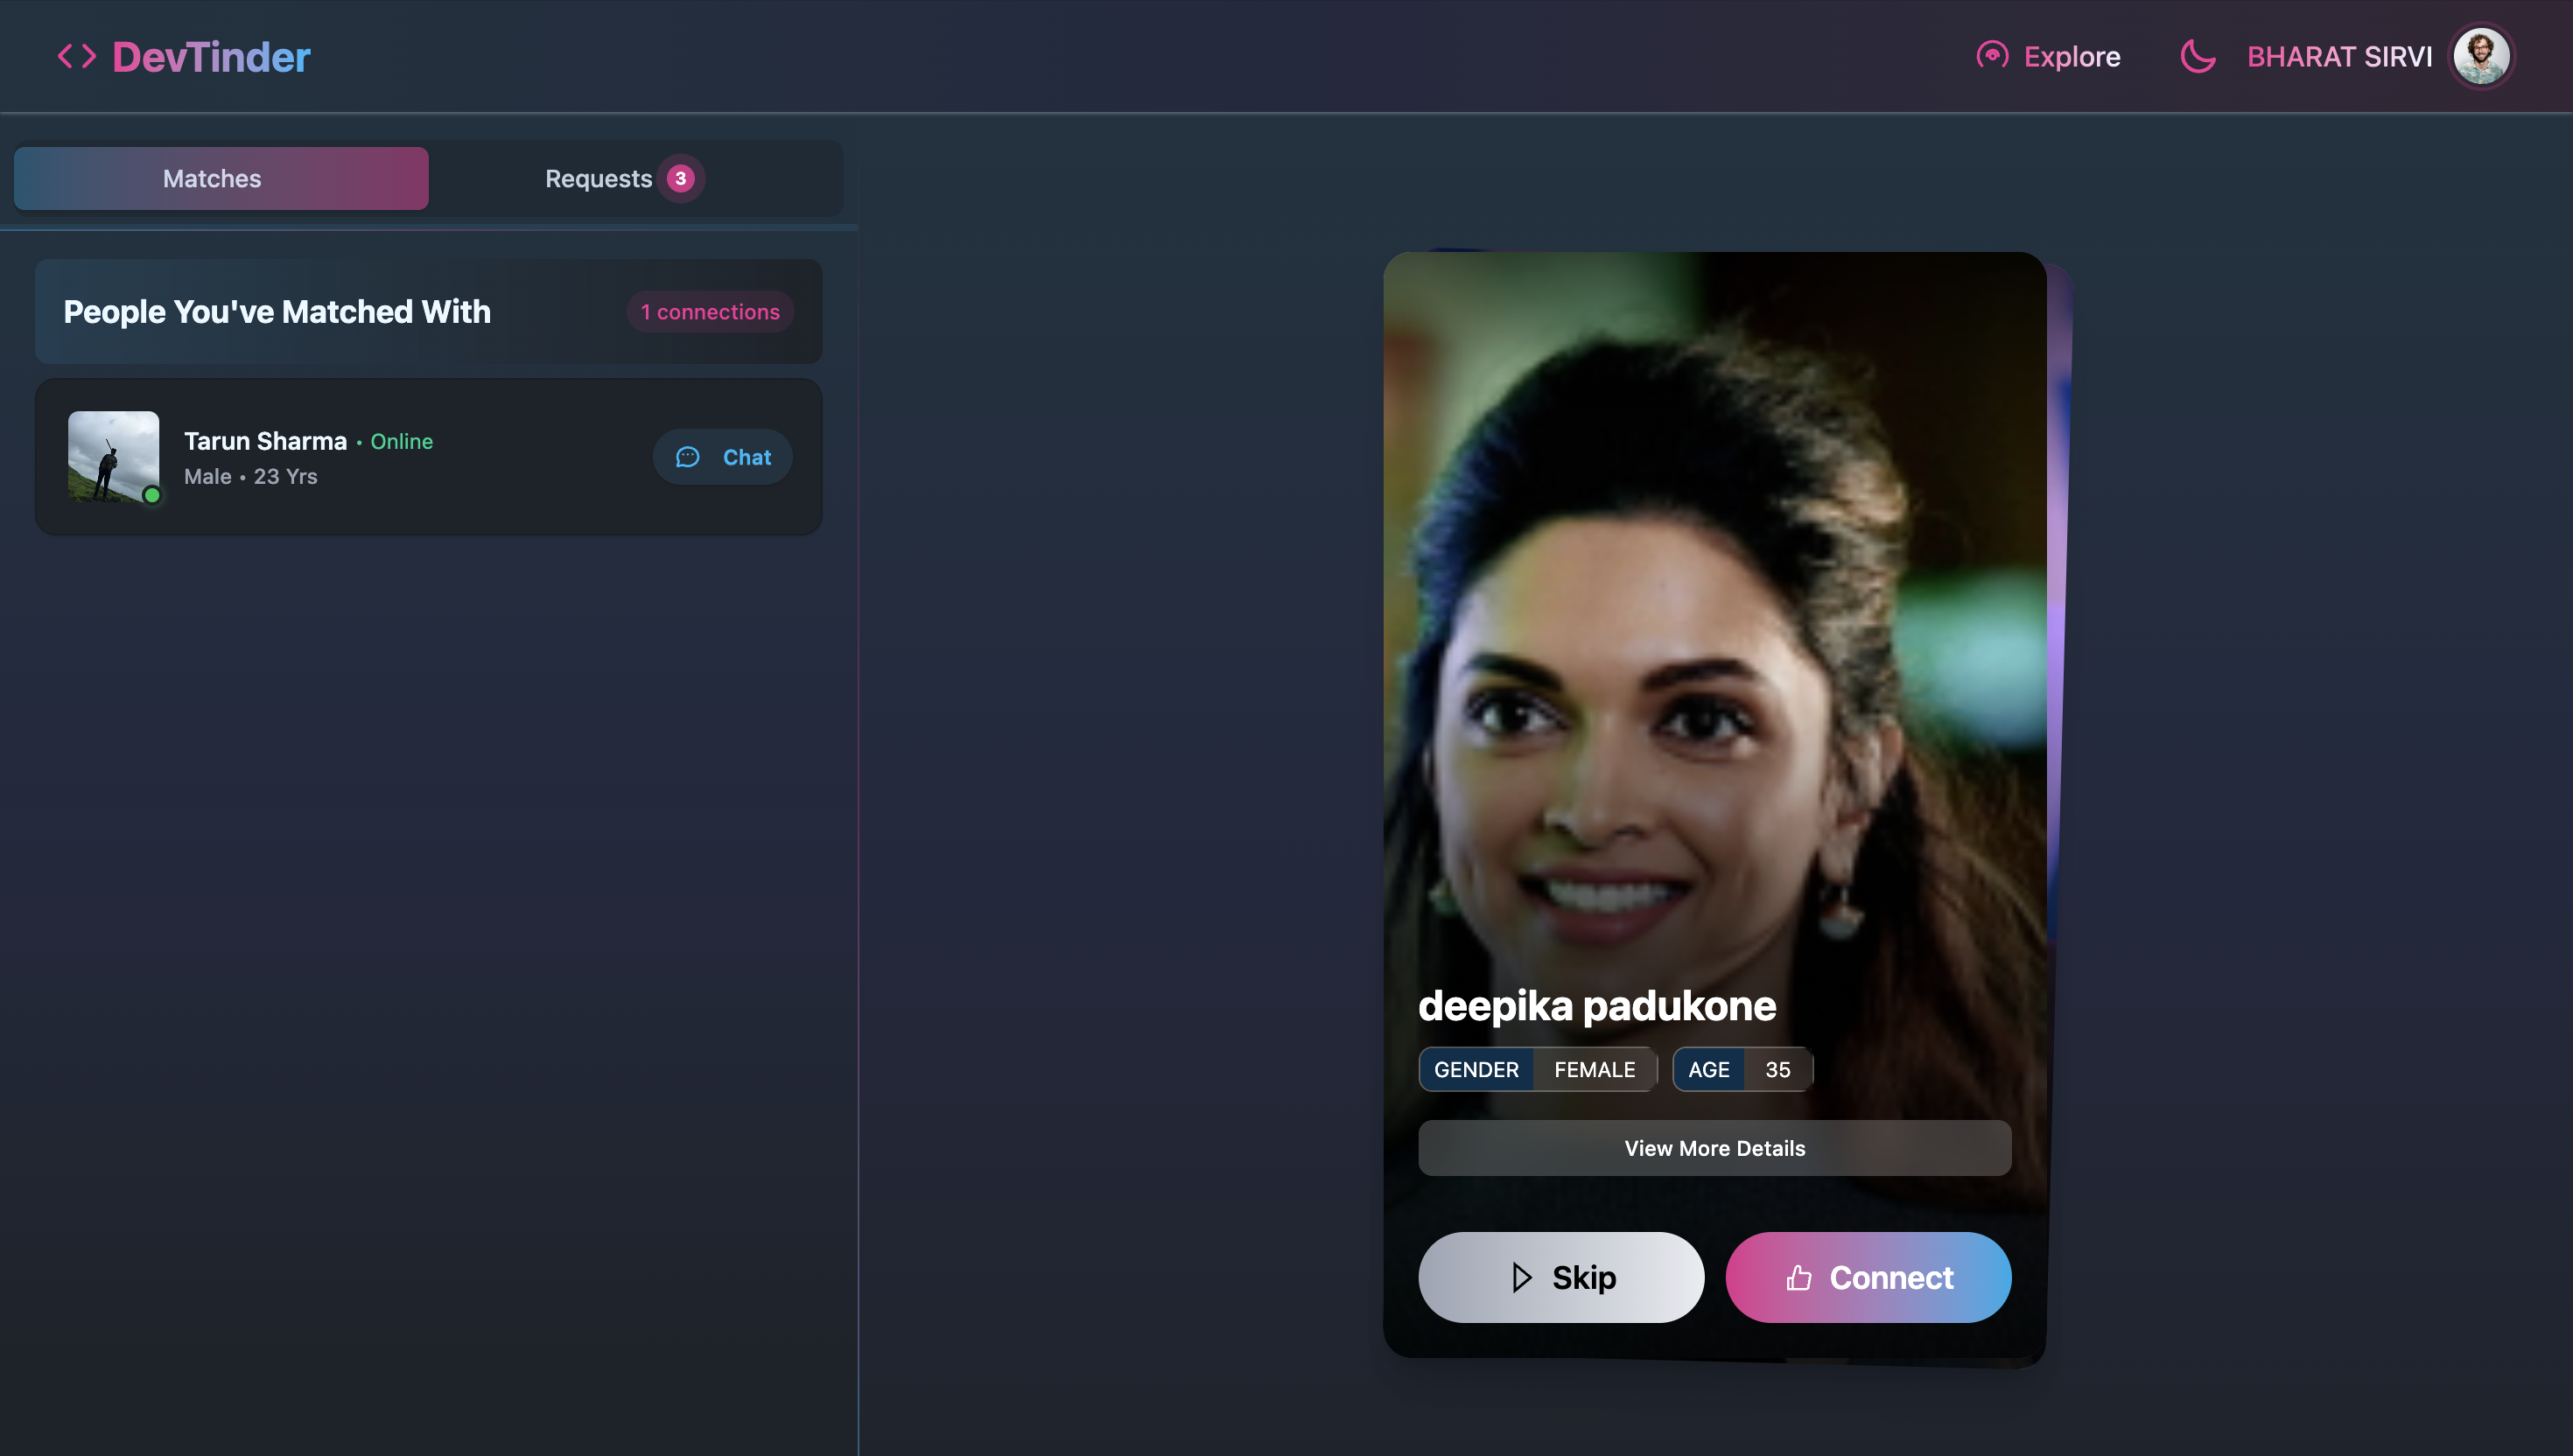 DevTinder
Explore
BHARAT SIRVI
Matches
Requests 3
People You've Matched With
1 connections
Tarun Sharma • Online
Male • 23 Yrs
Chat
deepika padukone
GENDER FEMALE AGE 35
View More Details
Skip
Connect